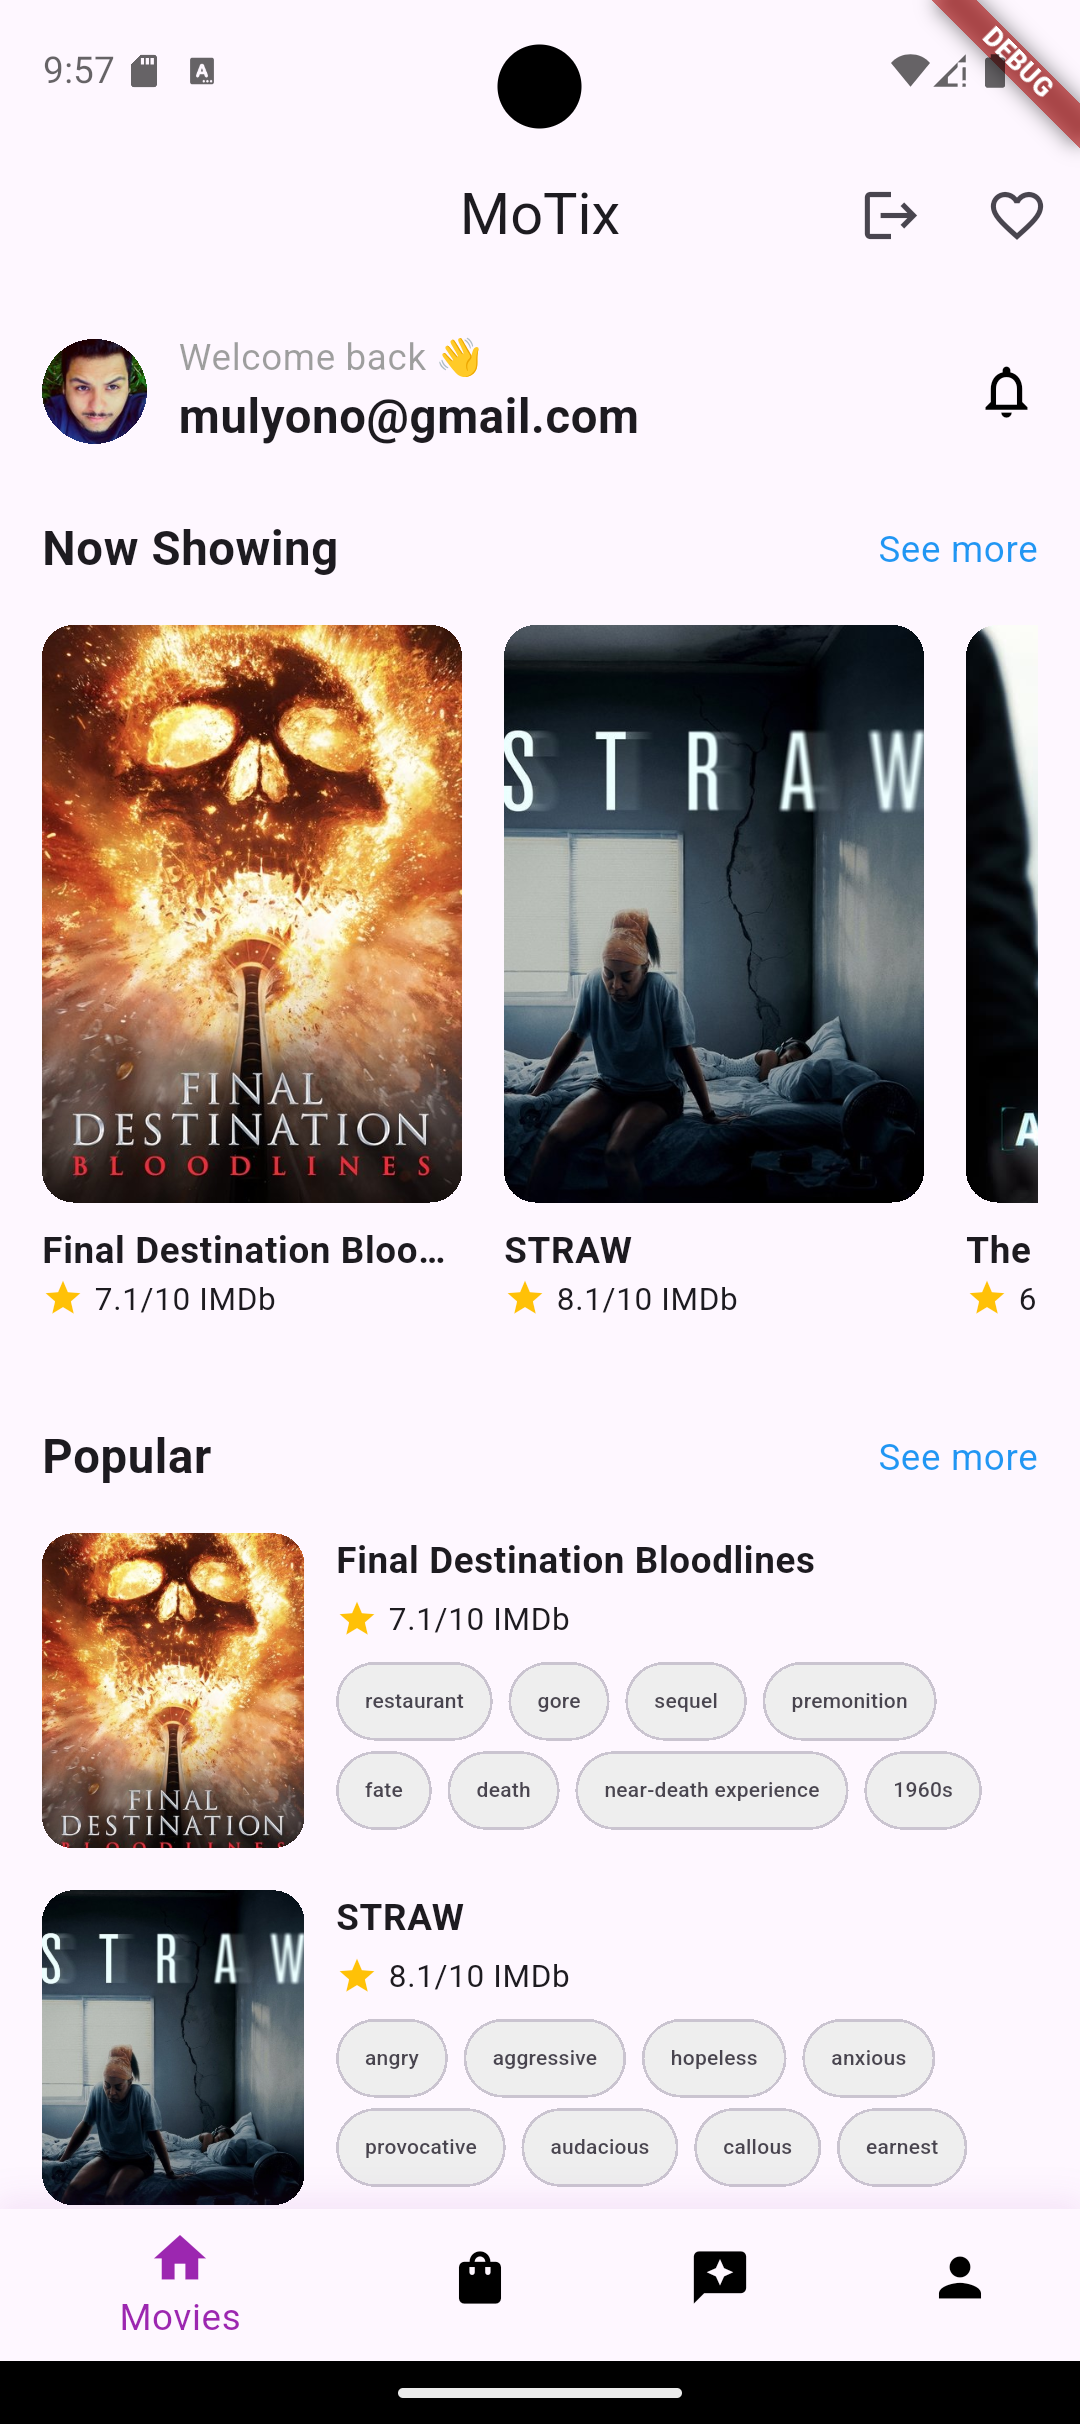 9:57
DEBUG
MoTix
Welcome back 👋
mulyono@gmail.com
Now Showing
See more
STRAW
FINAL
DESTINATION
BLOODLINES
A
Final Destination Bloo...
7.1/10 IMDb
STRAW
8.1/10 IMDb
The
6
Popular
See more
FINAL
DESTINATION
BLOODLINES
Final Destination Bloodlines
7.1/10 IMDb
restaurant gore sequel premonition
fate death near-death experience 1960s
STRAW
STRAW
8.1/10 IMDb
angry aggressive hopeless anxious
provocative audacious callous earnest
Movies